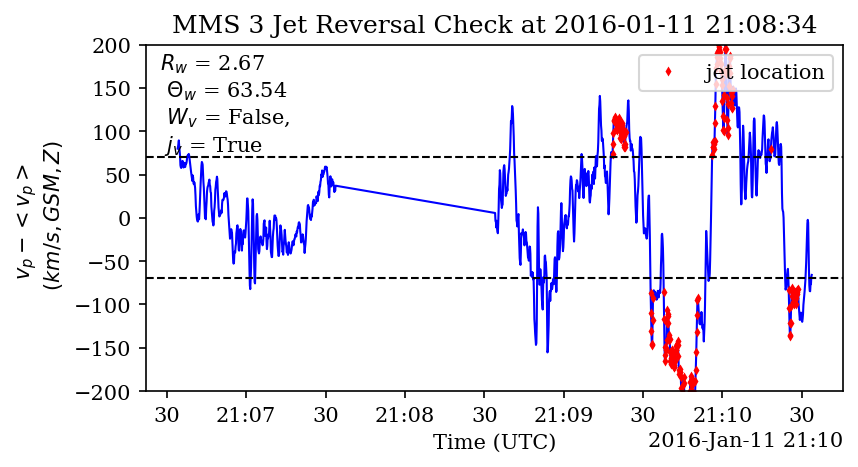 MMS 3 Jet Reversal Check at 2016-01-11 21:08:34
200
150
100
50
0
−50
−100
−150
−200
v_p − <v_p>
(km/s, GSM, Z)
R_w = 2.67
Θ_w = 63.54
W_v = False,
j_v = True
jet location
30
21:07
30
21:08
30
21:09
30
21:10
30
Time (UTC)
2016-Jan-11 21:10